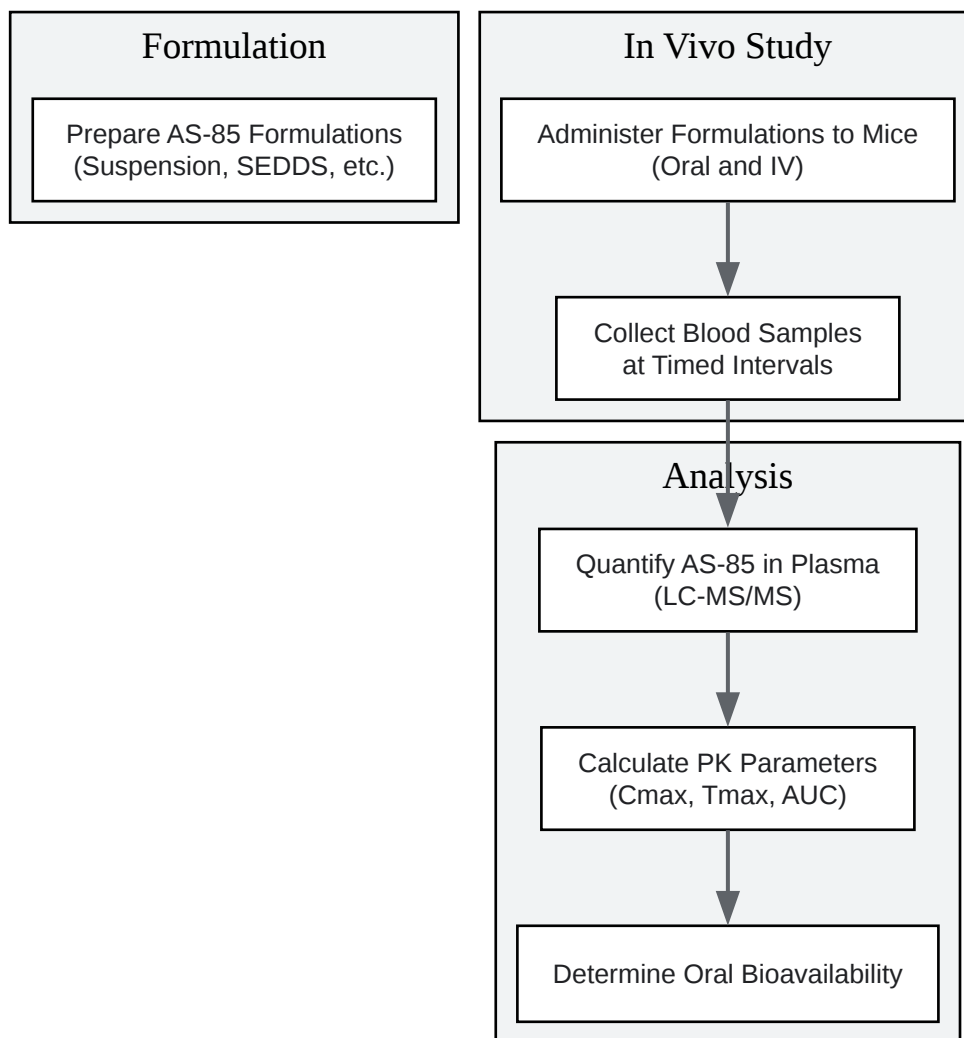 Formulation
Prepare AS-85 Formulations
(Suspension, SEDDS, etc.)
In Vivo Study
Administer Formulations to Mice
(Oral and IV)
Collect Blood Samples
at Timed Intervals
Analysis
Quantify AS-85 in Plasma
(LC-MS/MS)
Calculate PK Parameters
(Cmax, Tmax, AUC)
Determine Oral Bioavailability